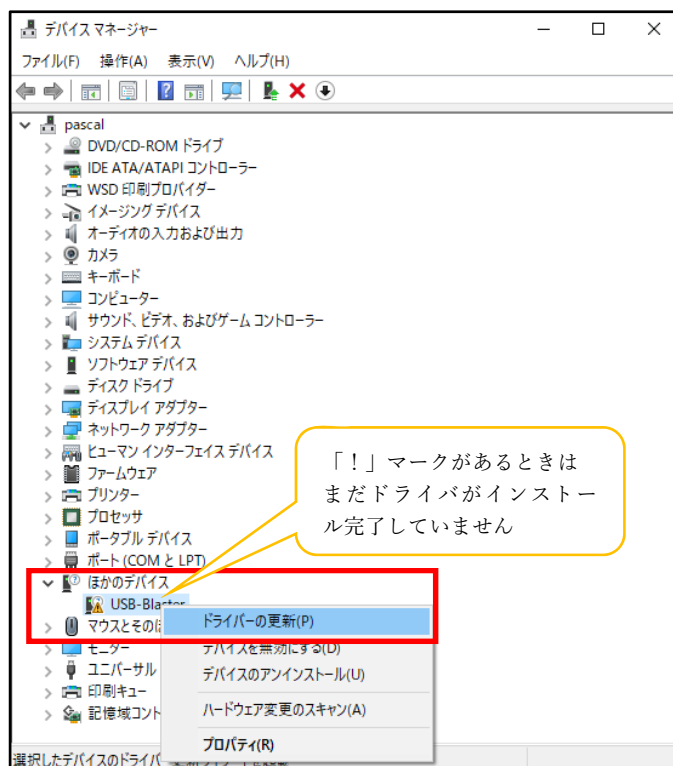 デバイス マネージャー
ファイル(F) 操作(A) 表示(V) ヘルプ(H)
pascal
DVD/CD-ROM ドライブ
IDE ATA/ATAPI コントローラー
WSD 印刷プロバイダー
イメージング デバイス
オーディオの入力および出力
カメラ
キーボード
コンピューター
サウンド、ビデオ、およびゲーム コントローラー
システム デバイス
ソフトウェア デバイス
ディスク ドライブ
ディスプレイ アダプター
ネットワーク アダプター
ヒューマン インターフェイス デバイス
ファームウェア
プリンター
プロセッサ
ポータブル デバイス
ポート (COM と LPT)
「！」マークがあるときは
まだドライバがインストー
ル完了していません
ほかのデバイス
USB-Blaster
マウスとそのほ
モニター
ユニバーサル
印刷キュー
記憶域コント
ドライバーの更新(P)
デバイスを無効にする(D)
デバイスのアンインストール(U)
ハードウェア変更のスキャン(A)
プロパティ(R)
選択したデバイスのドライバ